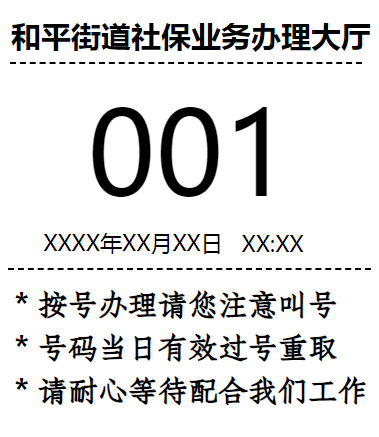 和平街道社保业务办理大厅
001
XXXX年XX月XX日 XX:XX
* 按号办理请您注意叫号
* 号码当日有效过号重取
* 请耐心等待配合我们工作